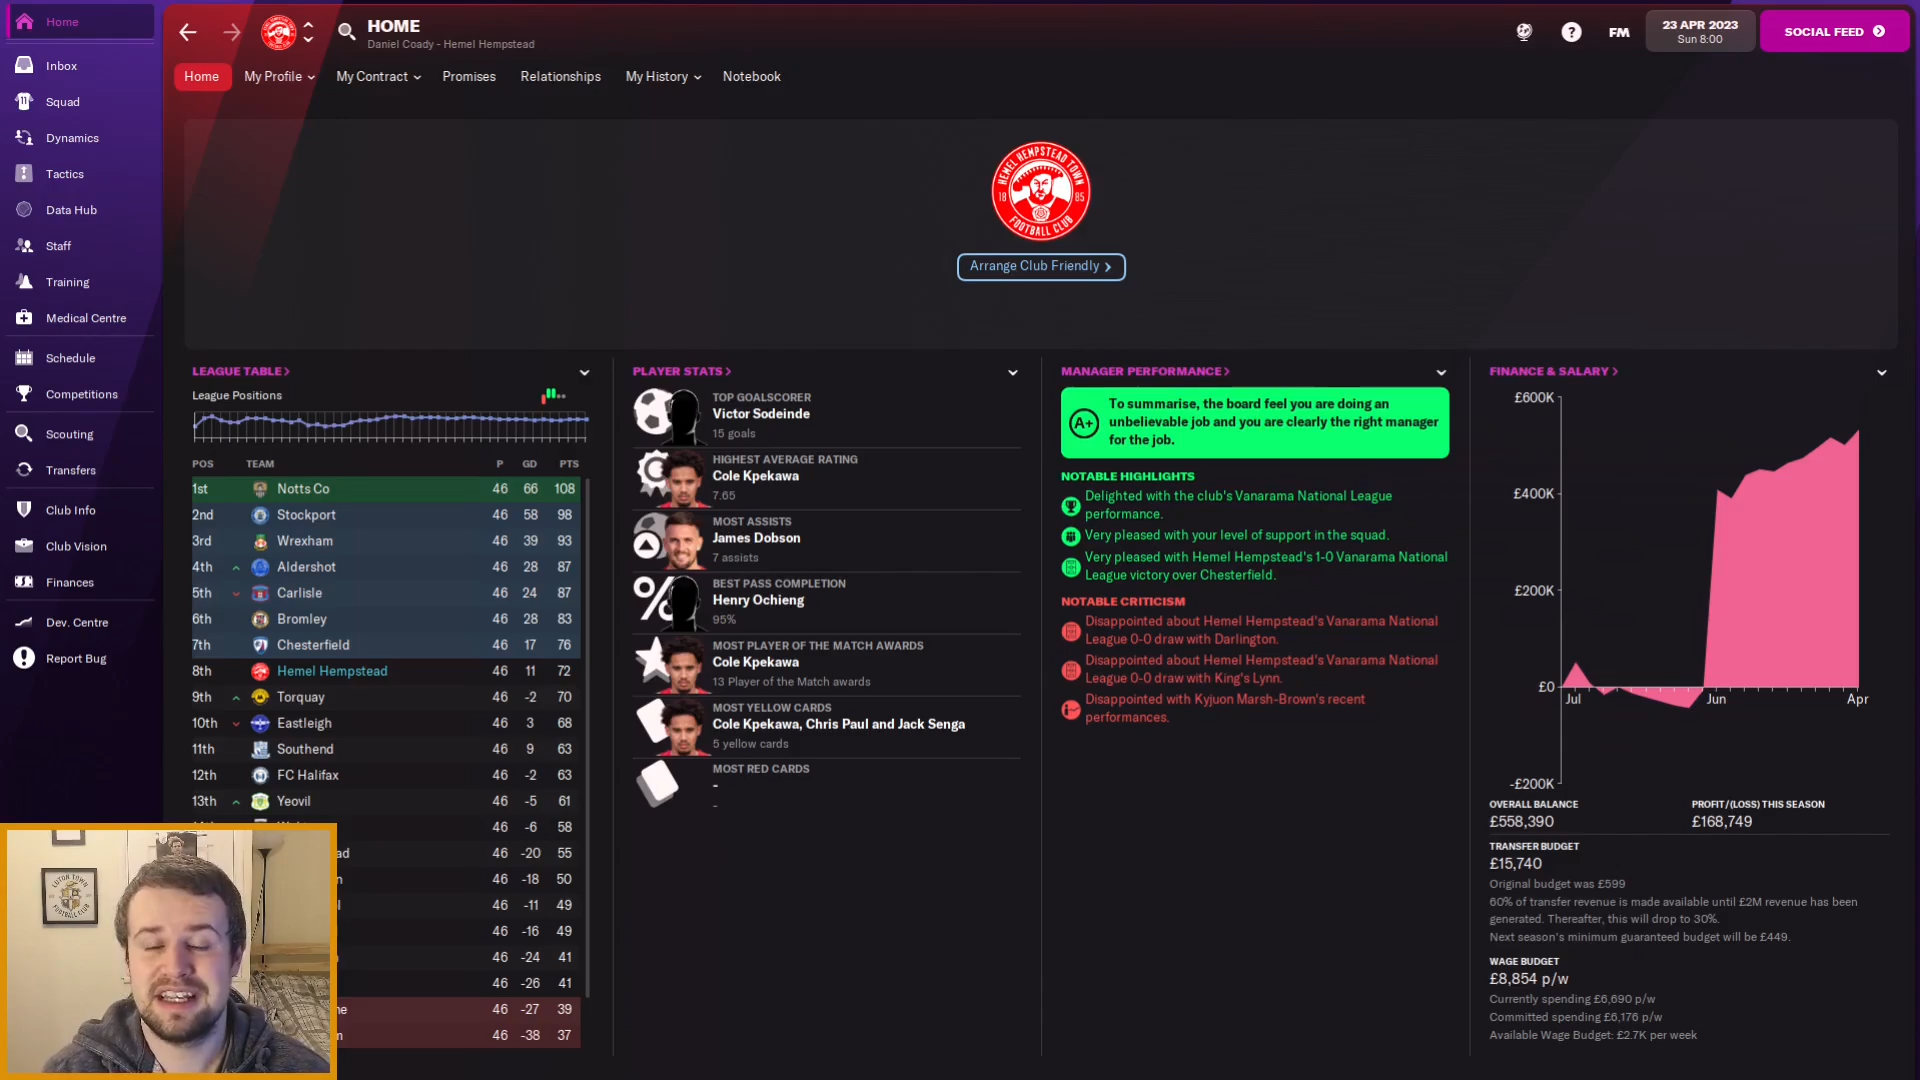 Home
Inbox
Squad
Dynamics
Tactics
Data Hub
Staff
Training
Medical Centre
Schedule
Competitions
Scouting
Transfers
Club Info
Club Vision
Finances
Dev. Centre
Report Bug
HOME
Daniel Coady - Hemel Hempstead
FM
23 APR 2023
Sun 8:00
SOCIAL FEED
Home My Profile My Contract Promises Relationships My History Notebook
HEMEL HEMPSTEAD TOWN
18 85
FOOTBALL CLUB
Arrange Club Friendly
LEAGUE TABLE
League Positions
POS TEAM P GD PTS
1st Notts Co 46 66 108
2nd Stockport 46 58 98
3rd Wrexham 46 39 93
4th Aldershot 46 28 87
5th Carlisle 46 24 87
6th Bromley 46 28 83
7th Chesterfield 46 17 76
8th Hemel Hempstead 46 11 72
9th Torquay 46 -2 70
10th Eastleigh 46 3 68
11th Southend 46 9 63
12th FC Halifax 46 -2 63
13th Yeovil 46 -5 61
46 -6 58
ad 46 -20 55
n 46 -18 50
l 46 -11 49
46 -16 49
46 -24 41
46 -26 41
ne 46 -27 39
m 46 -38 37
LUTON TOWN
FOOTBALL CLUB
PLAYER STATS
TOP GOALSCORER
Victor Sodeinde
15 goals
HIGHEST AVERAGE RATING
Cole Kpekawa
7.65
MOST ASSISTS
James Dobson
7 assists
BEST PASS COMPLETION
Henry Ochieng
95%
MOST PLAYER OF THE MATCH AWARDS
Cole Kpekawa
13 Player of the Match awards
MOST YELLOW CARDS
Cole Kpekawa, Chris Paul and Jack Senga
5 yellow cards
MOST RED CARDS
-
-
MANAGER PERFORMANCE
A+
To summarise, the board feel you are doing an
unbelievable job and you are clearly the right manager
for the job.
NOTABLE HIGHLIGHTS
Delighted with the club's Vanarama National League
performance.
Very pleased with your level of support in the squad.
Very pleased with Hemel Hempstead's 1-0 Vanarama National
League victory over Chesterfield.
NOTABLE CRITICISM
Disappointed about Hemel Hempstead's Vanarama National
League 0-0 draw with Darlington.
Disappointed about Hemel Hempstead's Vanarama National
League 0-0 draw with King's Lynn.
Disappointed with Kyjuon Marsh-Brown's recent
performances.
FINANCE & SALARY
£600K
£400K
£200K
£0
-£200K
Jul Jun Apr
OVERALL BALANCE PROFIT/(LOSS) THIS SEASON
£558,390 £168,749
TRANSFER BUDGET
£15,740
Original budget was £599
60% of transfer revenue is made available until £2M revenue has been
generated. Thereafter, this will drop to 30%.
Next season's minimum guaranteed budget will be £449.
WAGE BUDGET
£8,854 p/w
Currently spending £6,690 p/w
Committed spending £6,176 p/w
Available Wage Budget: £2.7K per week